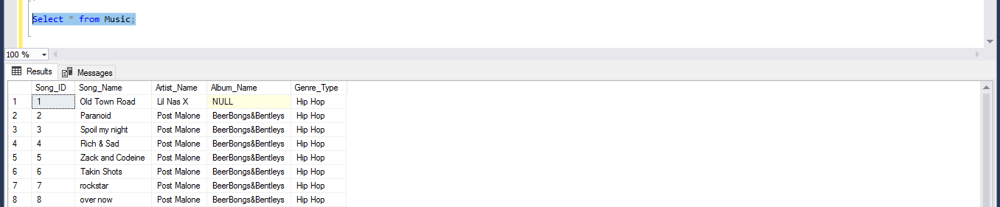 Select * from Music;
100 %
Results Messages
Song_ID Song_Name Artist_Name Album_Name Genre_Type
1 1 Old Town Road Lil Nas X NULL Hip Hop
2 2 Paranoid Post Malone BeerBongs&Bentleys Hip Hop
3 3 Spoil my night Post Malone BeerBongs&Bentleys Hip Hop
4 4 Rich & Sad Post Malone BeerBongs&Bentleys Hip Hop
5 5 Zack and Codeine Post Malone BeerBongs&Bentleys Hip Hop
6 6 Takin Shots Post Malone BeerBongs&Bentleys Hip Hop
7 7 rockstar Post Malone BeerBongs&Bentleys Hip Hop
8 8 over now Post Malone BeerBongs&Bentleys Hip Hop